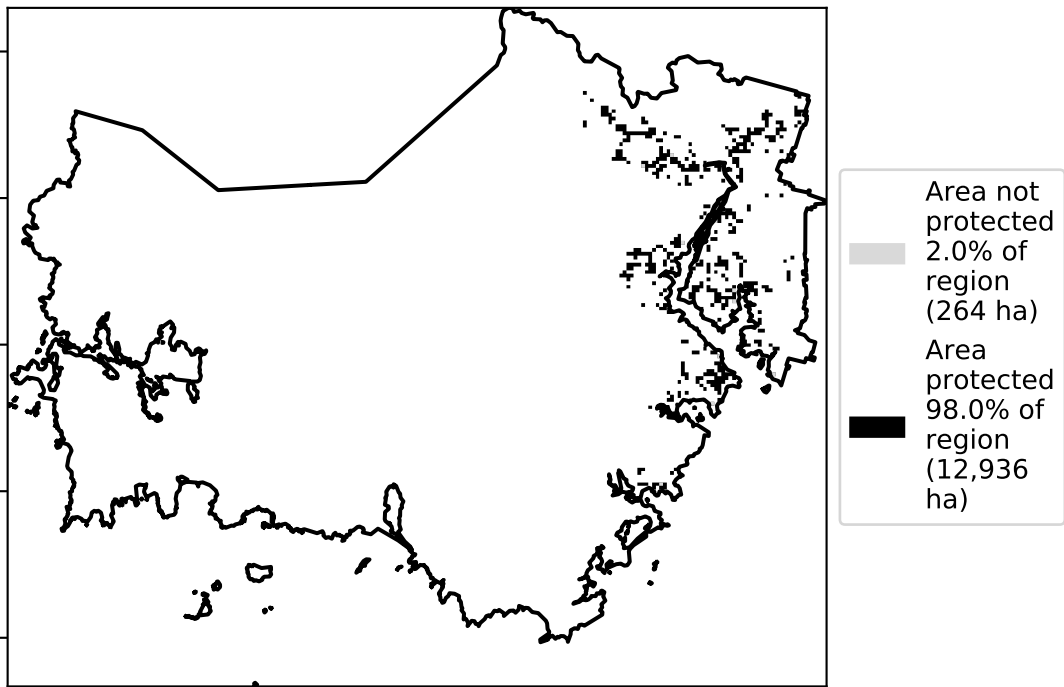 Area not
protected
2.0% of
region
(264 ha)
Area
protected
98.0% of
region
(12,936
ha)